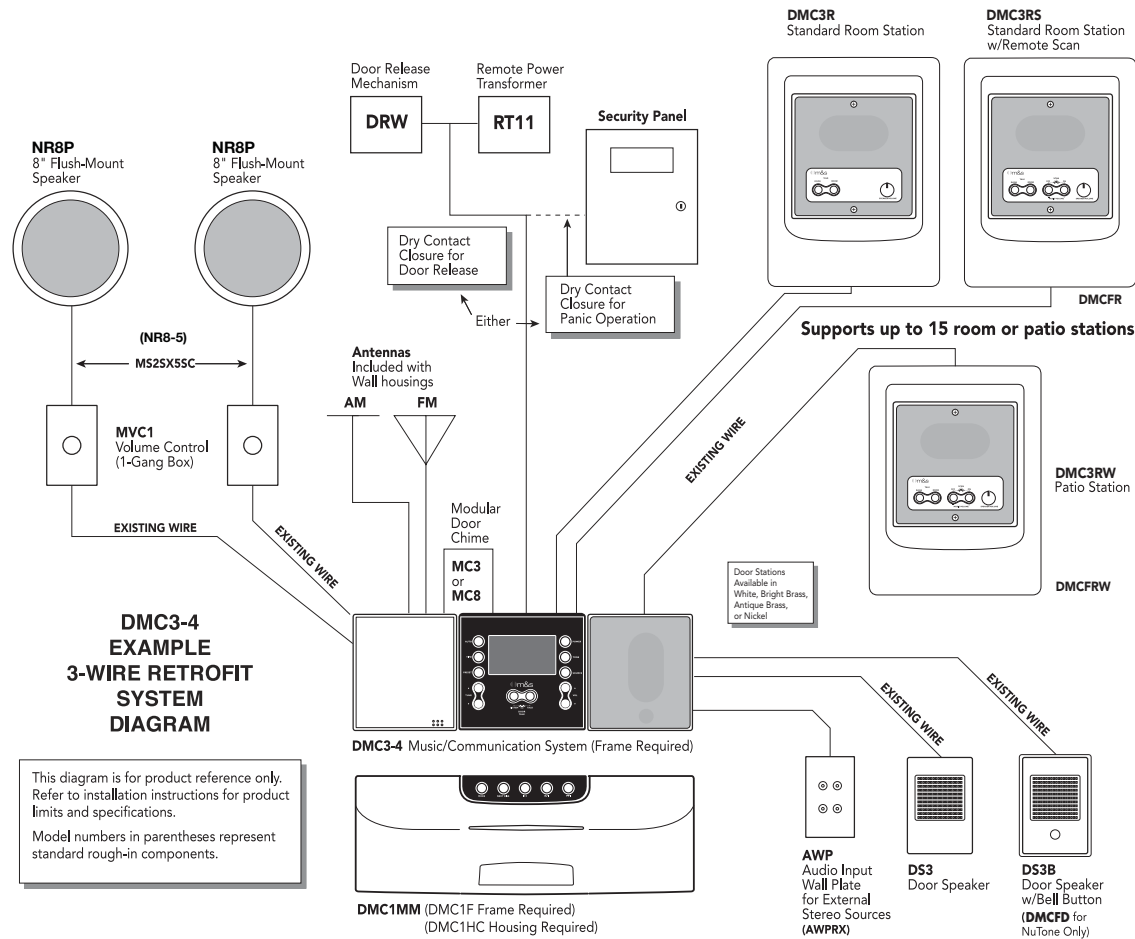 DMC3R
Standard Room Station
DMC3RS
Standard Room Station
w/Remote Scan
Door Release
Mechanism
DRW
Remote Power
Transformer
RT11
Security Panel
NR8P
8" Flush-Mount
Speaker
NR8P
8" Flush-Mount
Speaker
m&s
m&s
Dry Contact
Closure for
Door Release
Dry Contact
Closure for
Panic Operation
Either
DMCFR
Supports up to 15 room or patio stations
(NR8-5)
MS2SX5SC
Antennas
Included with
Wall housings
AM
FM
MVC1
Volume Control
(1-Gang Box)
EXISTING WIRE
m&s
DMC3RW
Patio Station
EXISTING WIRE
EXISTING WIRE
Modular
Door
Chime
MC3
or
MC8
Door Stations
Available in
White, Bright Brass,
Antique Brass,
or Nickel
DMCFRW
DMC3-4
EXAMPLE
3-WIRE RETROFIT
SYSTEM
DIAGRAM
m&s
EXISTING WIRE
EXISTING WIRE
DMC3-4 Music/Communication System (Frame Required)
This diagram is for product reference only.
Refer to installation instructions for product
limits and specifications.
Model numbers in parentheses represent
standard rough-in components.
DMC1MM (DMC1F Frame Required)
(DMC1HC Housing Required)
AWP
Audio Input
Wall Plate
for External
Stereo Sources
(AWPRX)
DS3
Door Speaker
DS3B
Door Speaker
w/Bell Button
(DMCFD for
NuTone Only)